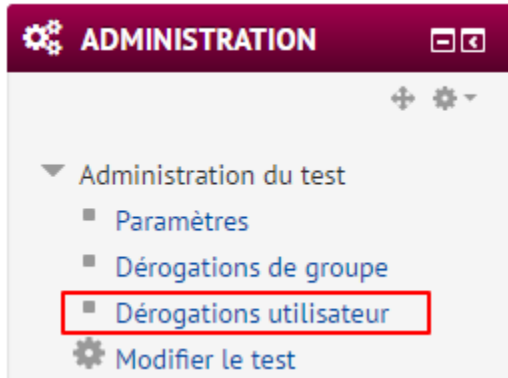 ADMINISTRATION
Administration du test
Paramètres
Dérogations de groupe
Dérogations utilisateur
Modifier le test